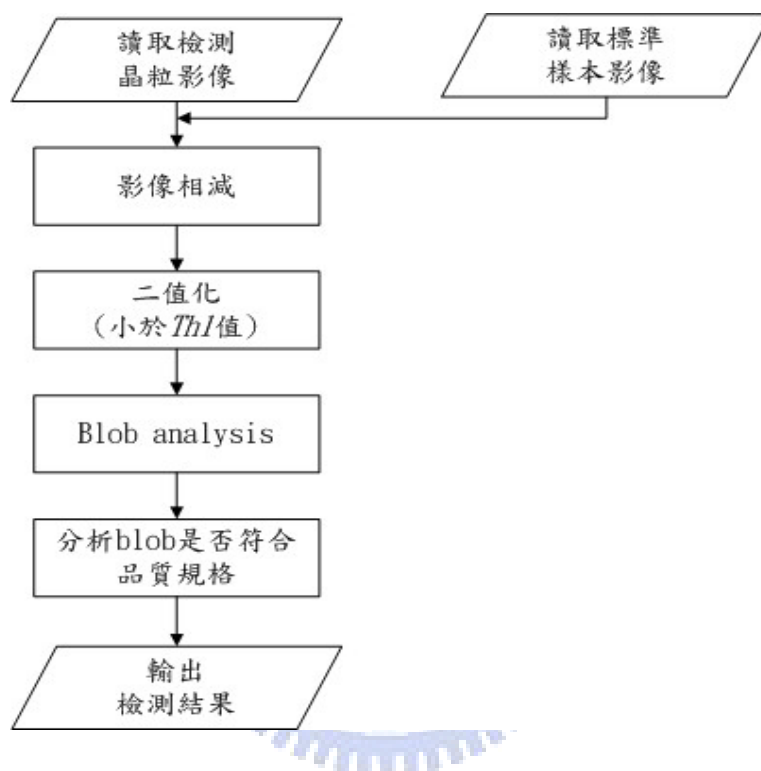 讀取檢測
晶粒影像
讀取標準
樣本影像
影像相減
二值化
（小於Th1值）
Blob analysis
分析blob是否符合
品質規格
輸出
檢測結果